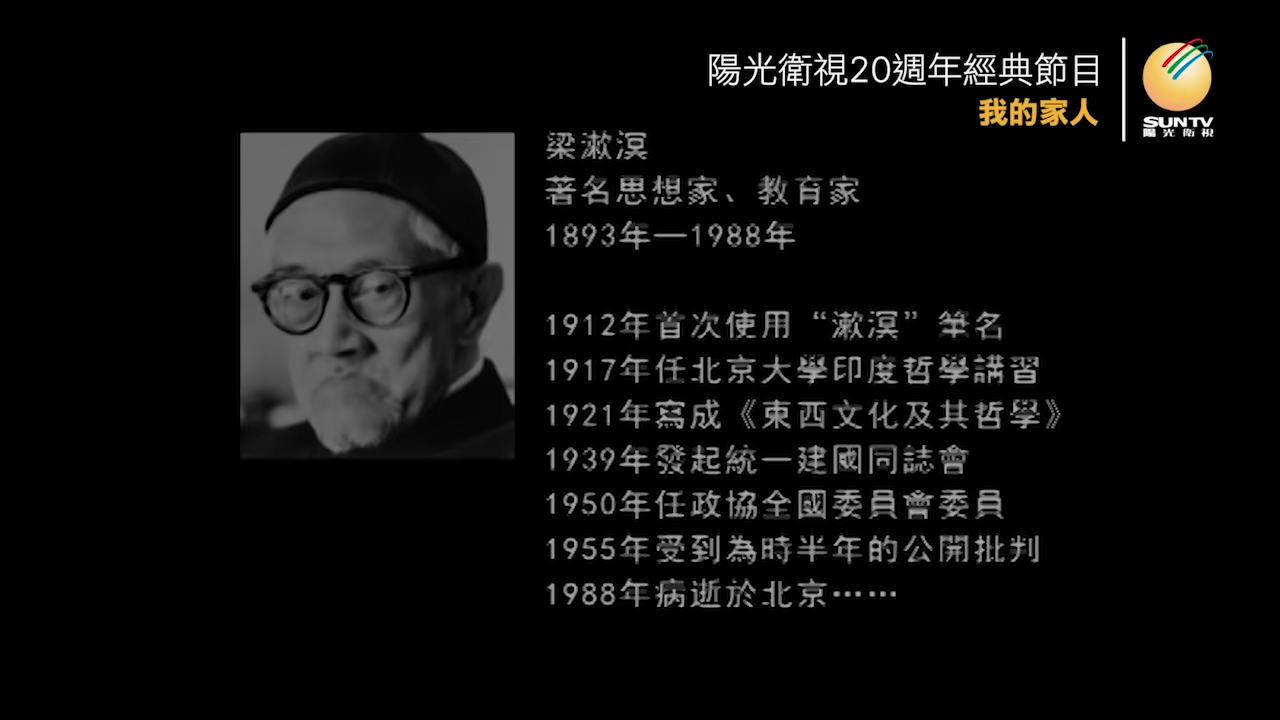 陽光衛視20週年經典節目
我的家人
SUNTV
陽光衛視
梁漱溟
著名思想家、教育家
1893年—1988年
1912年首次使用“漱溟”筆名
1917年任北京大學印度哲學講習
1921年寫成《東西文化及其哲學》
1939年發起統一建國同誌會
1950年任政協全國委員會委員
1955年受到為時半年的公開批判
1988年病逝於北京……